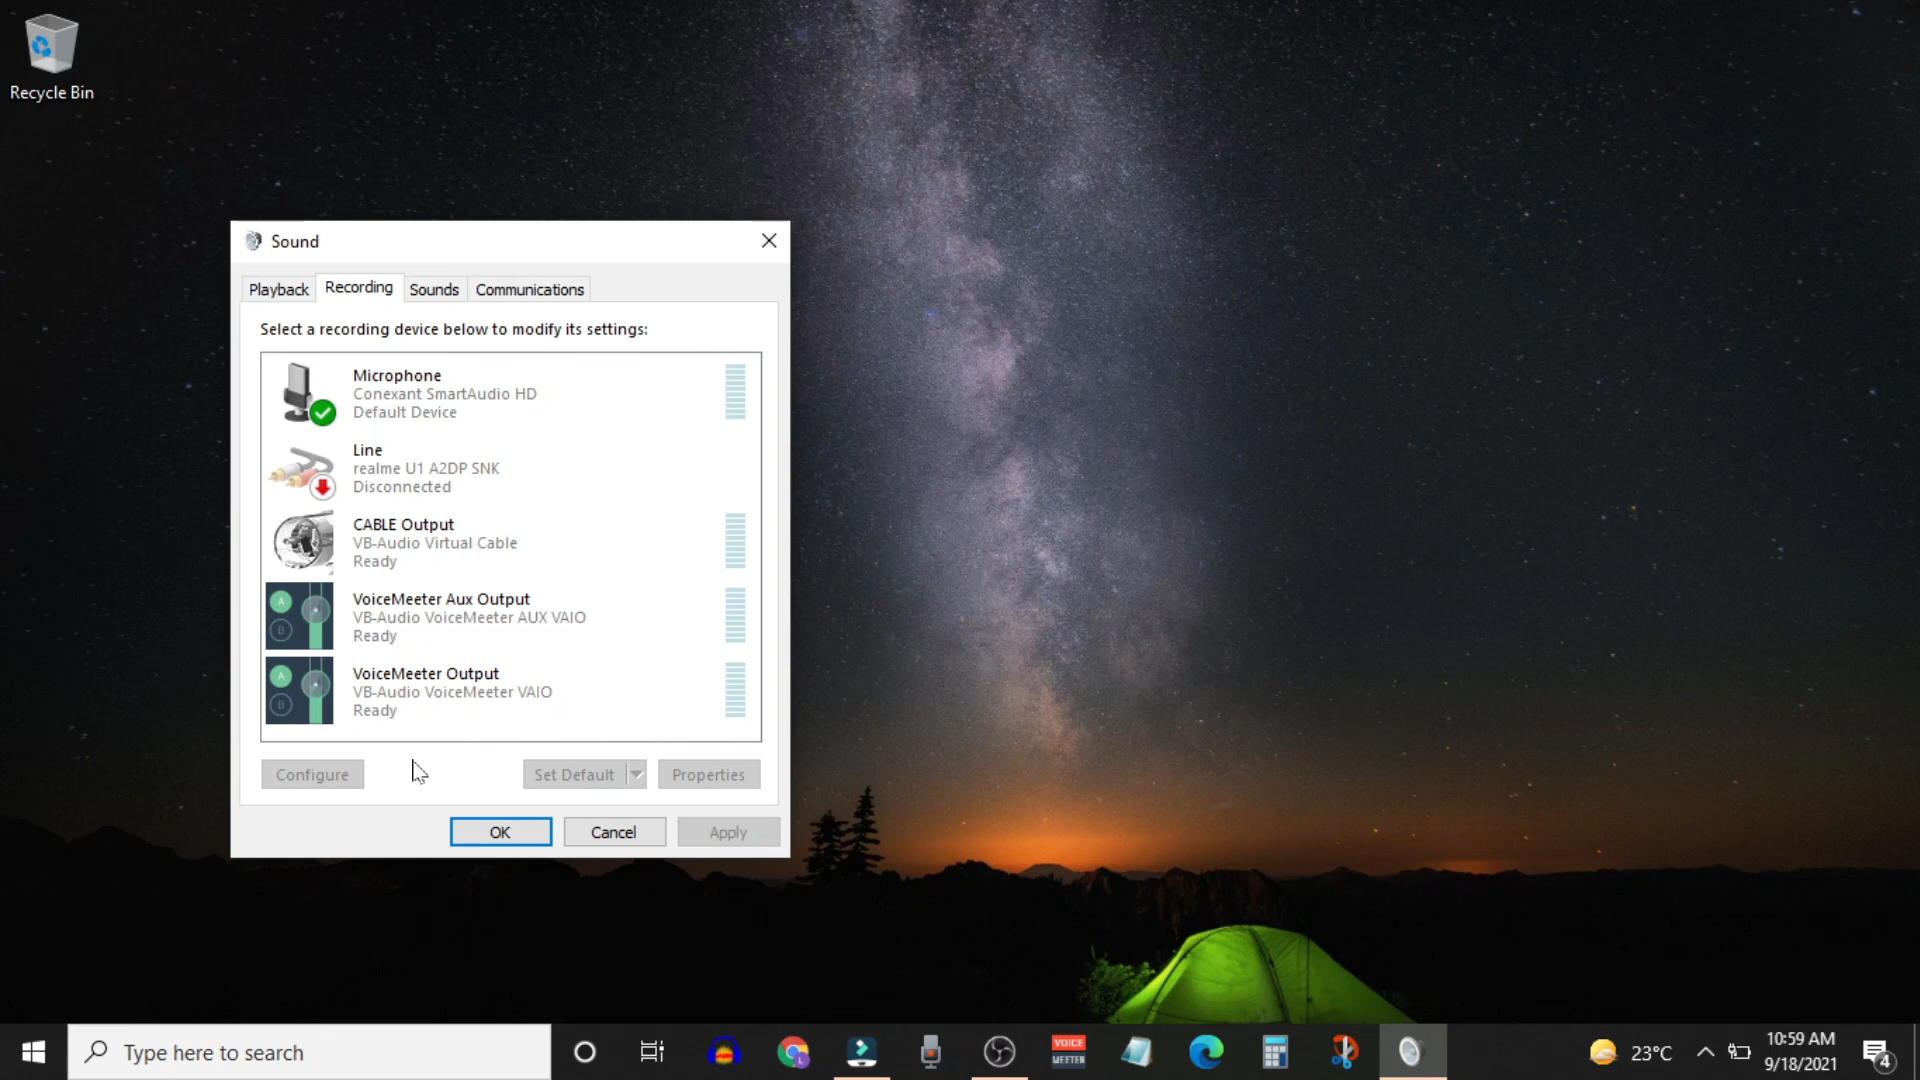 Recycle Bin
Sound
Playback
Recording
Sounds
Communications
Select a recording device below to modify its settings:
Microphone
Conexant SmartAudio HD
Default Device
Line
realme U1 A2DP SNK
Disconnected
CABLE Output
VB-Audio Virtual Cable
Ready
A
B
VoiceMeeter Aux Output
VB-Audio VoiceMeeter AUX VAIO
Ready
A
B
VoiceMeeter Output
VB-Audio VoiceMeeter VAIO
Ready
Configure
Set Default
Properties
OK
Cancel
Apply
Type here to search
L
VOICE
MEETER
23°C
10:59 AM
9/18/2021
4